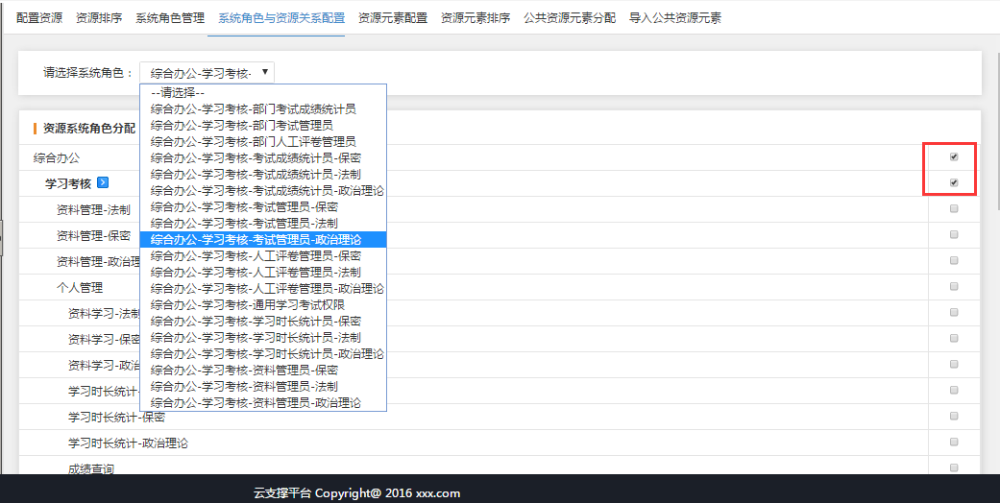 配置资源 资源排序 系统角色管理 系统角色与资源关系配置 资源元素配置 资源元素排序 公共资源元素分配 导入公共资源元素
请选择系统角色： 综合办公-学习考核-
--请选择--
综合办公-学习考核-部门考试成绩统计员
综合办公-学习考核-部门考试管理员
综合办公-学习考核-部门人工评卷管理员
综合办公-学习考核-考试成绩统计员-保密
综合办公-学习考核-考试成绩统计员-法制
综合办公-学习考核-考试成绩统计员-政治理论
综合办公-学习考核-考试管理员-保密
综合办公-学习考核-考试管理员-法制
综合办公-学习考核-考试管理员-政治理论
综合办公-学习考核-人工评卷管理员-保密
综合办公-学习考核-人工评卷管理员-法制
综合办公-学习考核-人工评卷管理员-政治理论
综合办公-学习考核-通用学习考试权限
综合办公-学习考核-学习时长统计员-保密
综合办公-学习考核-学习时长统计员-法制
综合办公-学习考核-学习时长统计员-政治理论
综合办公-学习考核-资料管理员-保密
综合办公-学习考核-资料管理员-法制
综合办公-学习考核-资料管理员-政治理论
资源系统角色分配
综合办公
学习考核
资料管理-法制
资料管理-保密
资料管理-政治理
个人管理
资料学习-法制
资料学习-保密
资料学习-政治
学习时长统计-
学习时长统计-保密
学习时长统计-政治理论
成绩查询
云支撑平台 Copyright@ 2016 xxx.com